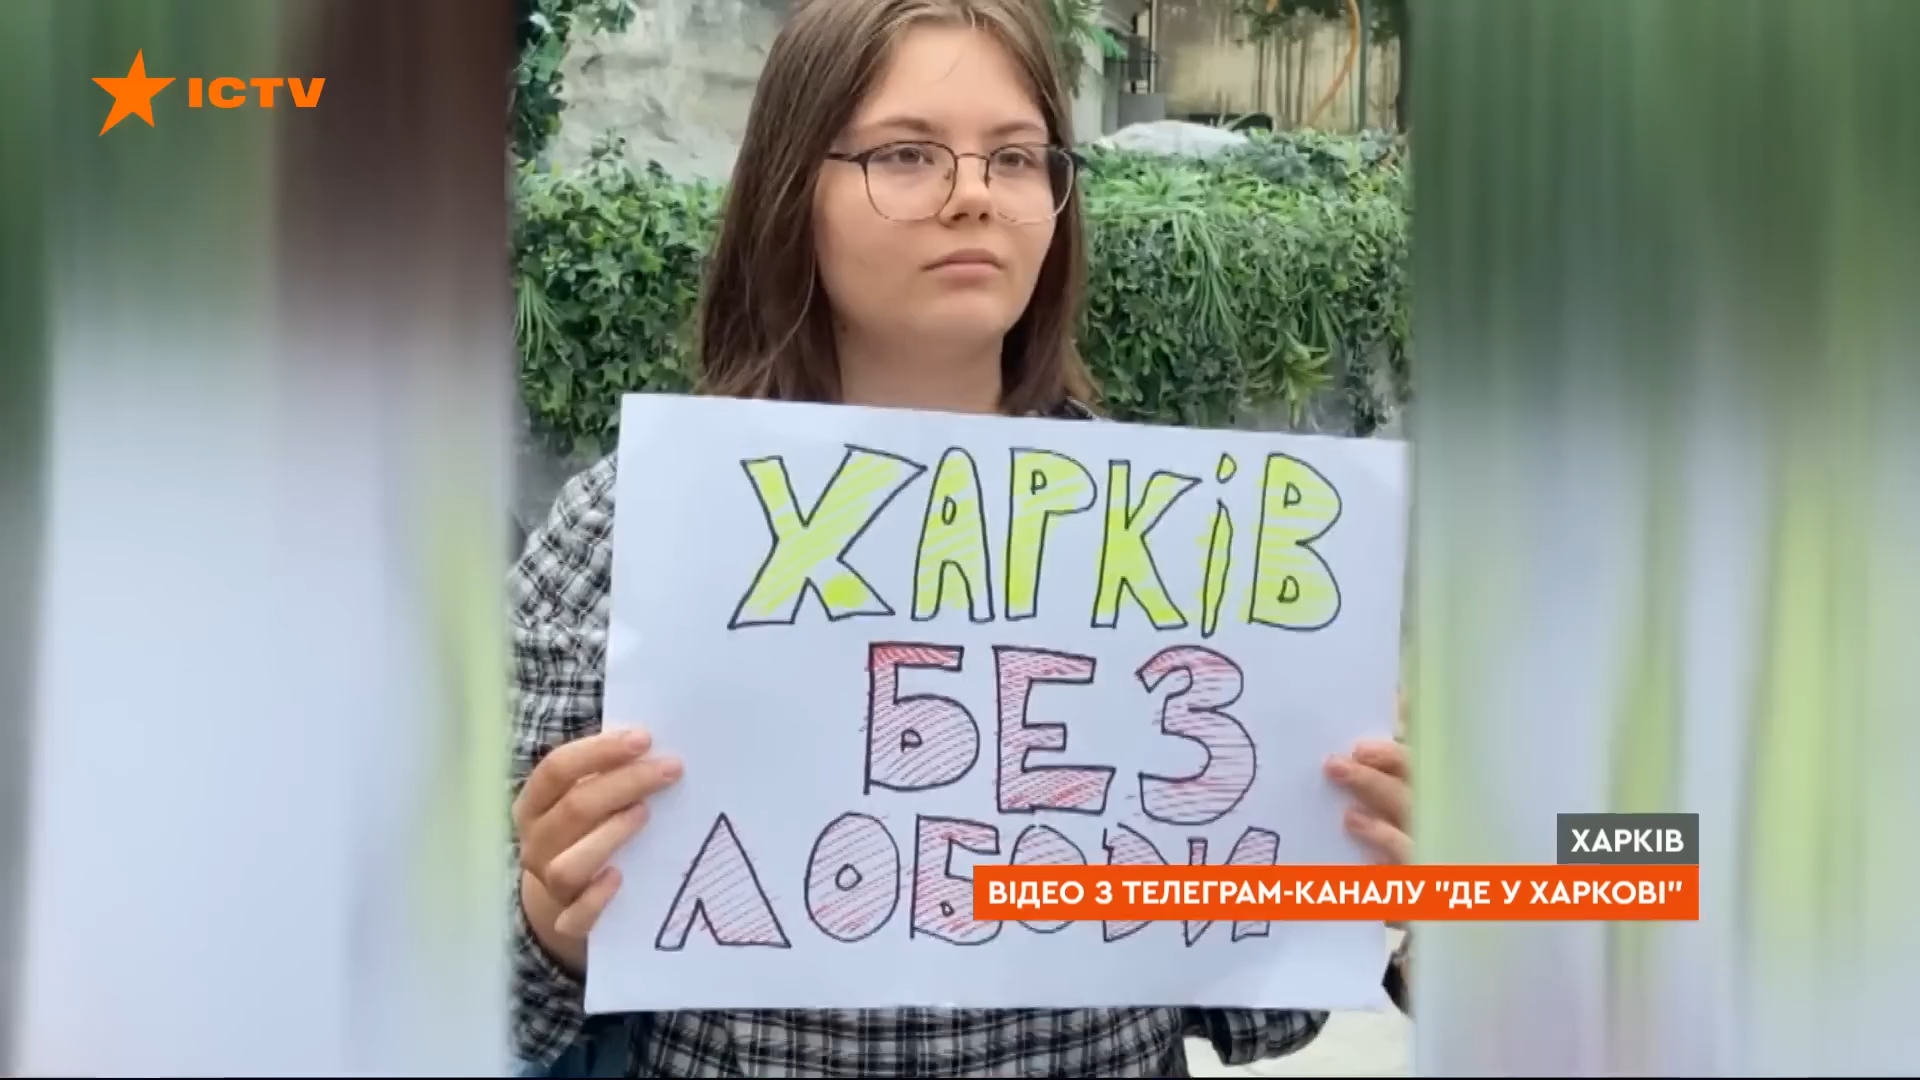 ICTV
ХАРКІВ
БЕЗ
ЛОБОДИ
ХАРКІВ
ВІДЕО З ТЕЛЕГРАМ-КАНАЛУ "ДЕ У ХАРКОВІ"